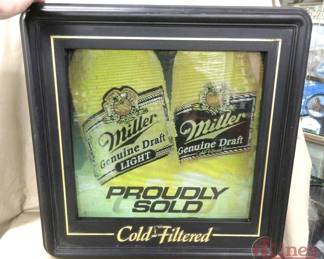 Miller
Genuine Draft
LIGHT
Miller
Genuine Draft
PROUDLY
SOLD
Cold-Filtered